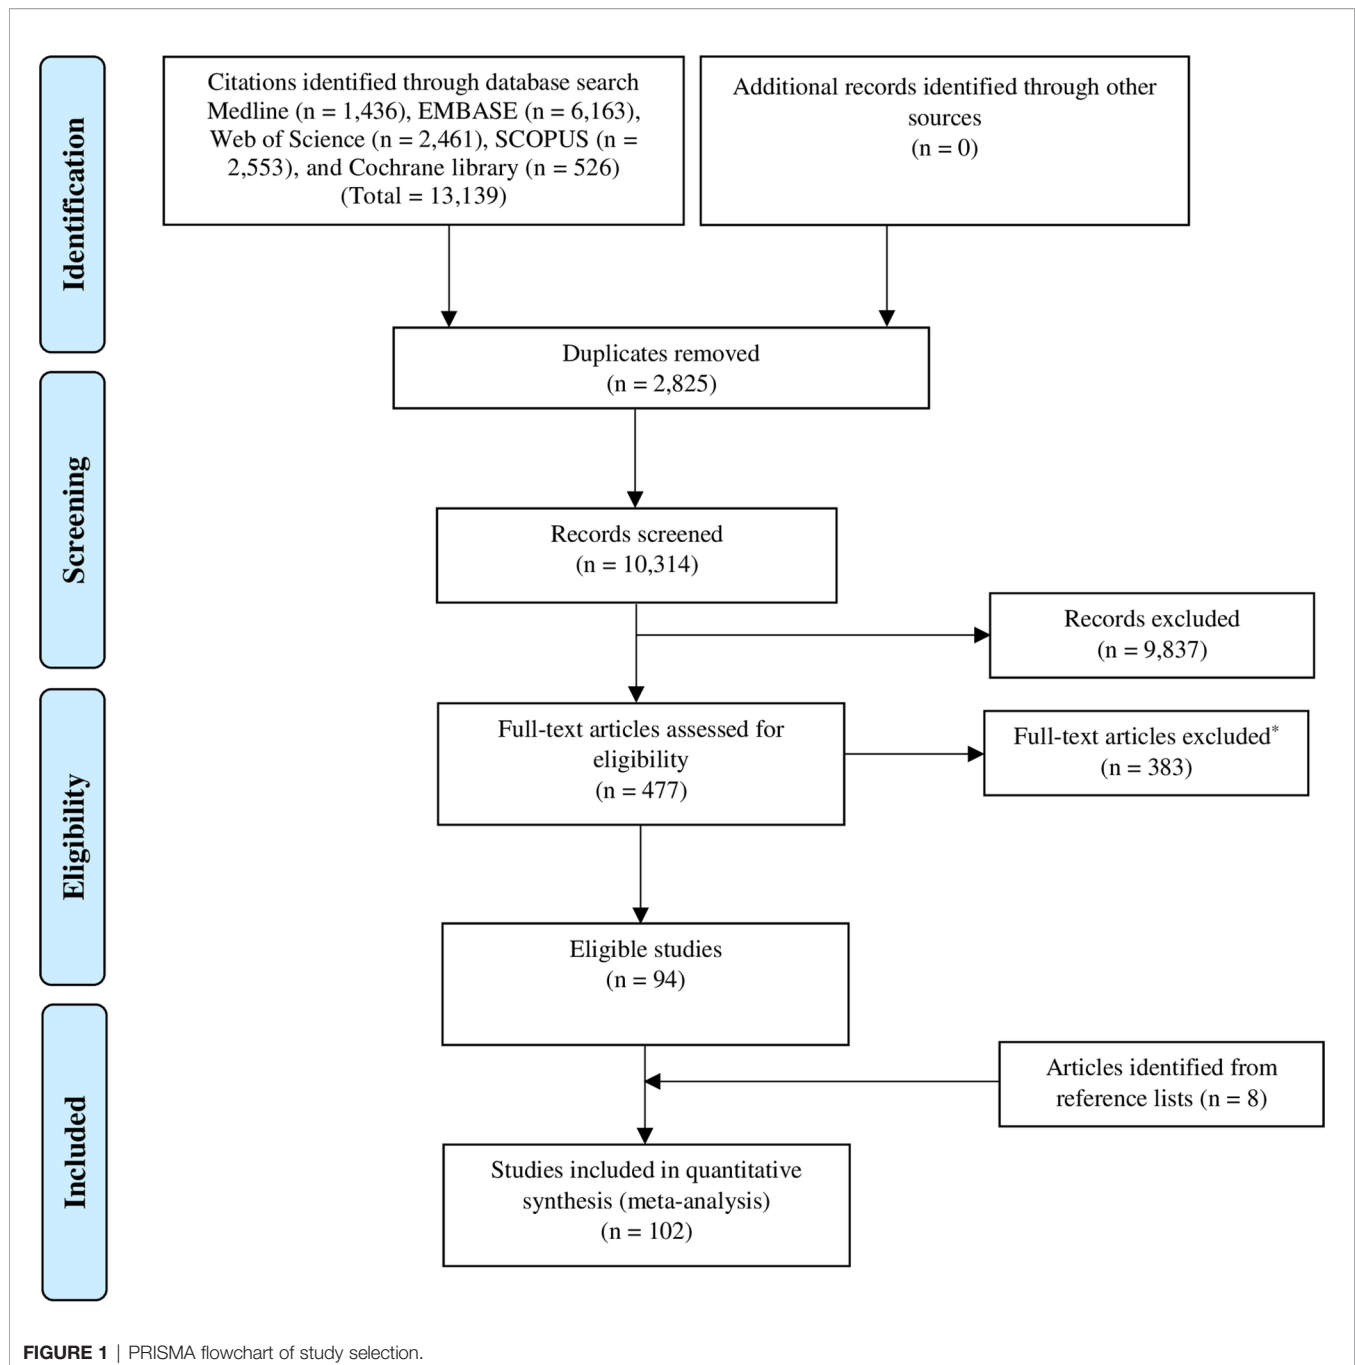 Identification
Citations identified through database search
Medline (n = 1,436), EMBASE (n = 6,163),
Web of Science (n = 2,461), SCOPUS (n =
2,553), and Cochrane library (n = 526)
(Total = 13,139)
Additional records identified through other
sources
(n = 0)
Duplicates removed
(n = 2,825)
Screening
Records screened
(n = 10,314)
Records excluded
(n = 9,837)
Eligibility
Full-text articles assessed for
eligibility
(n = 477)
Full-text articles excluded*
(n = 383)
Eligible studies
(n = 94)
Included
Articles identified from
reference lists (n = 8)
Studies included in quantitative
synthesis (meta-analysis)
(n = 102)
FIGURE 1 | PRISMA flowchart of study selection.